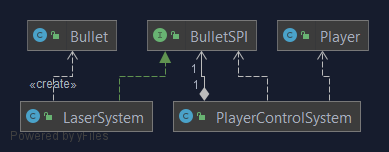 Bullet
BulletSPI
Player
1
«create»
1
LaserSystem
PlayerControlSystem
Powered by yFiles